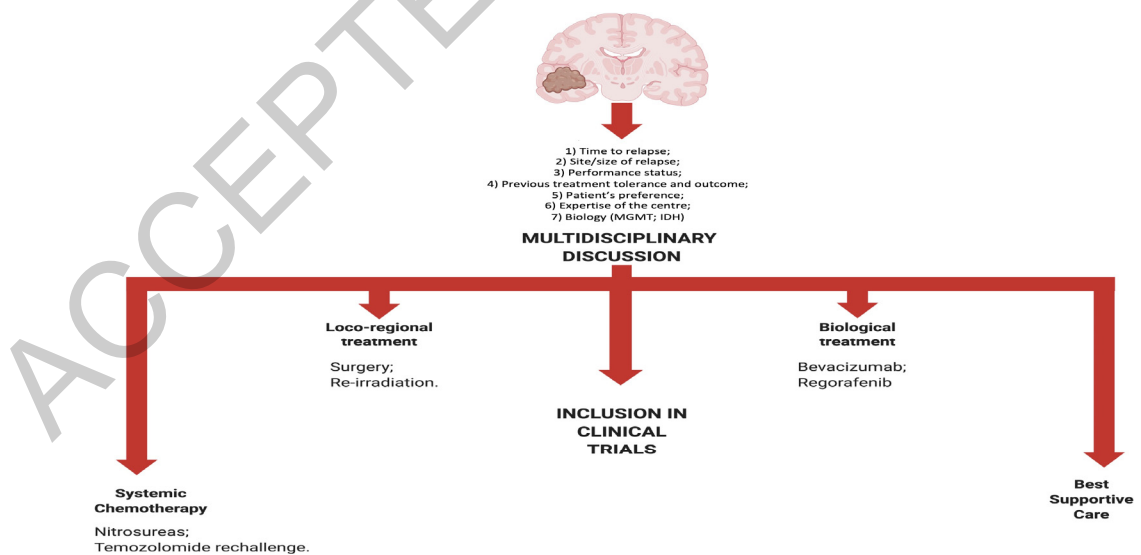 ACCEPTE
1) Time to relapse;
2) Site/size of relapse;
3) Performance status;
4) Previous treatment tolerance and outcome;
5) Patient's preference;
6) Expertise of the centre;
7) Biology (MGMT; IDH)
MULTIDISCIPLINARY
DISCUSSION
Loco-regional
treatment
Surgery;
Re-irradiation.
Biological
treatment
Bevacizumab;
Regorafenib
INCLUSION IN
CLINICAL
TRIALS
Systemic
Chemotherapy
Nitrosureas;
Temozolomide rechallenge.
Best
Supportive
Care